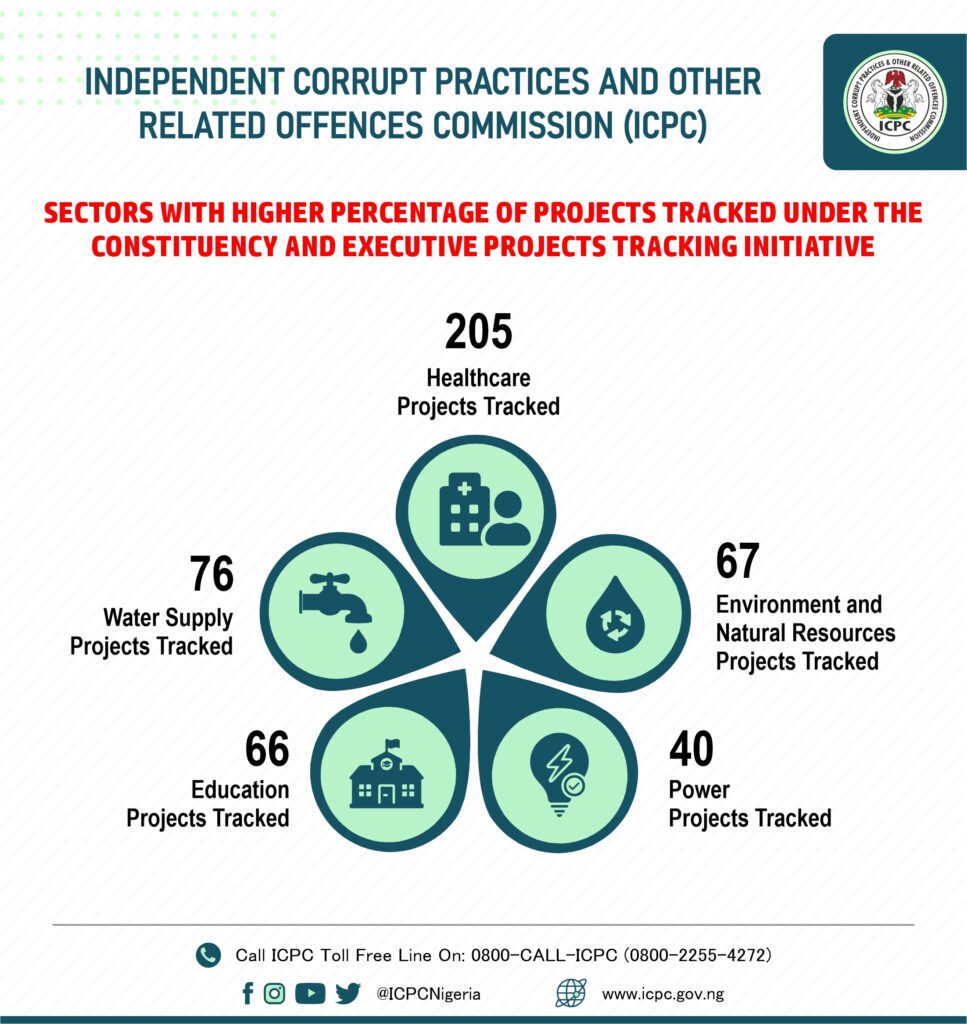 INDEPENDENT CORRUPT PRACTICES AND OTHER
RELATED OFFENCES COMMISSION (ICPC)
INDEPENDENT CORRUPT PRACTICES & OTHER RELATED OFFENCES COMMISSION
ICPC
SECTORS WITH HIGHER PERCENTAGE OF PROJECTS TRACKED UNDER THE
CONSTITUENCY AND EXECUTIVE PROJECTS TRACKING INITIATIVE
205
Healthcare
Projects Tracked
76
Water Supply
Projects Tracked
67
Environment and
Natural Resources
Projects Tracked
66
Education
Projects Tracked
40
Power
Projects Tracked
Call ICPC Toll Free Line On: 0800-CALL-ICPC (0800-2255-4272)
@ICPCNigeria
www.icpc.gov.ng